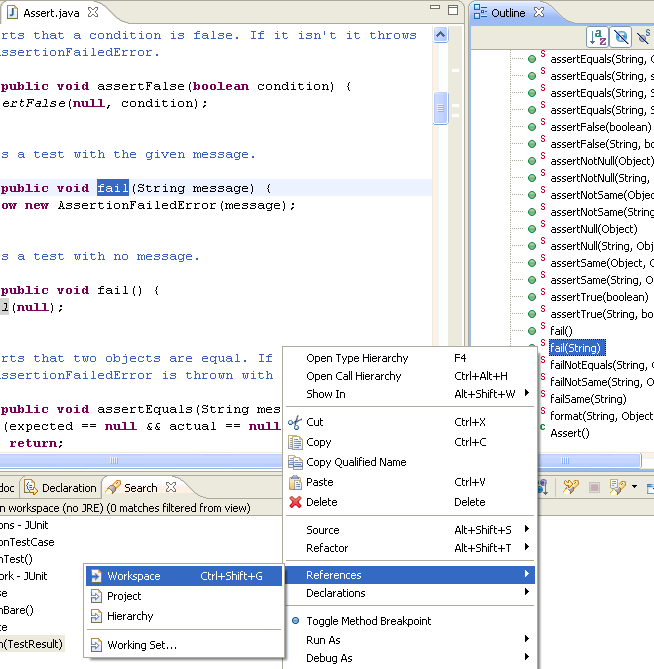 Assert.java
rts that a condition is false. If it isn't it throws
AssertionFailedError.
public void assertFalse(boolean condition) {
ertFalse(null, condition);
s a test with the given message.
public void fail(String message) {
ow new AssertionFailedError(message);
s a test with no message.
public void fail() {
l(null);
rts that two objects are equal. If
AssertionFailedError is thrown with
public void assertEquals(String mes
(expected == null && actual == null
return;
Outline
assertEquals(String, O
assertEquals(String, s
assertEquals(String, S
assertEquals(String, S
assertFalse(boolean)
assertFalse(String, bo
assertNotNull(Object)
assertNotNull(String,
assertNotSame(Objec
assertNotSame(String
assertNull(Object)
assertNull(String, Obj
assertSame(Object, O
assertSame(String, O
assertTrue(boolean)
assertTrue(String, bo
fail()
fail(String)
failNotEquals(String, O
failNotSame(String, O
failSame(String)
format(String, Object
Assert()
Open Type Hierarchy F4
Open Call Hierarchy Ctrl+Alt+H
Show In Alt+Shift+W
Cut Ctrl+X
Copy Ctrl+C
Copy Qualified Name
Paste Ctrl+V
Delete Delete
Source Alt+Shift+S
Refactor Alt+Shift+T
References
Declarations
Toggle Method Breakpoint
Run As
Debug As
Workspace Ctrl+Shift+G
Project
Hierarchy
Working Set...
doc Declaration Search
n workspace (no JRE) (0 matches filtered from view)
ons - JUnit
onTestCase
nTest()
ork - JUnit
se
nBare()
te
n(TestResult)